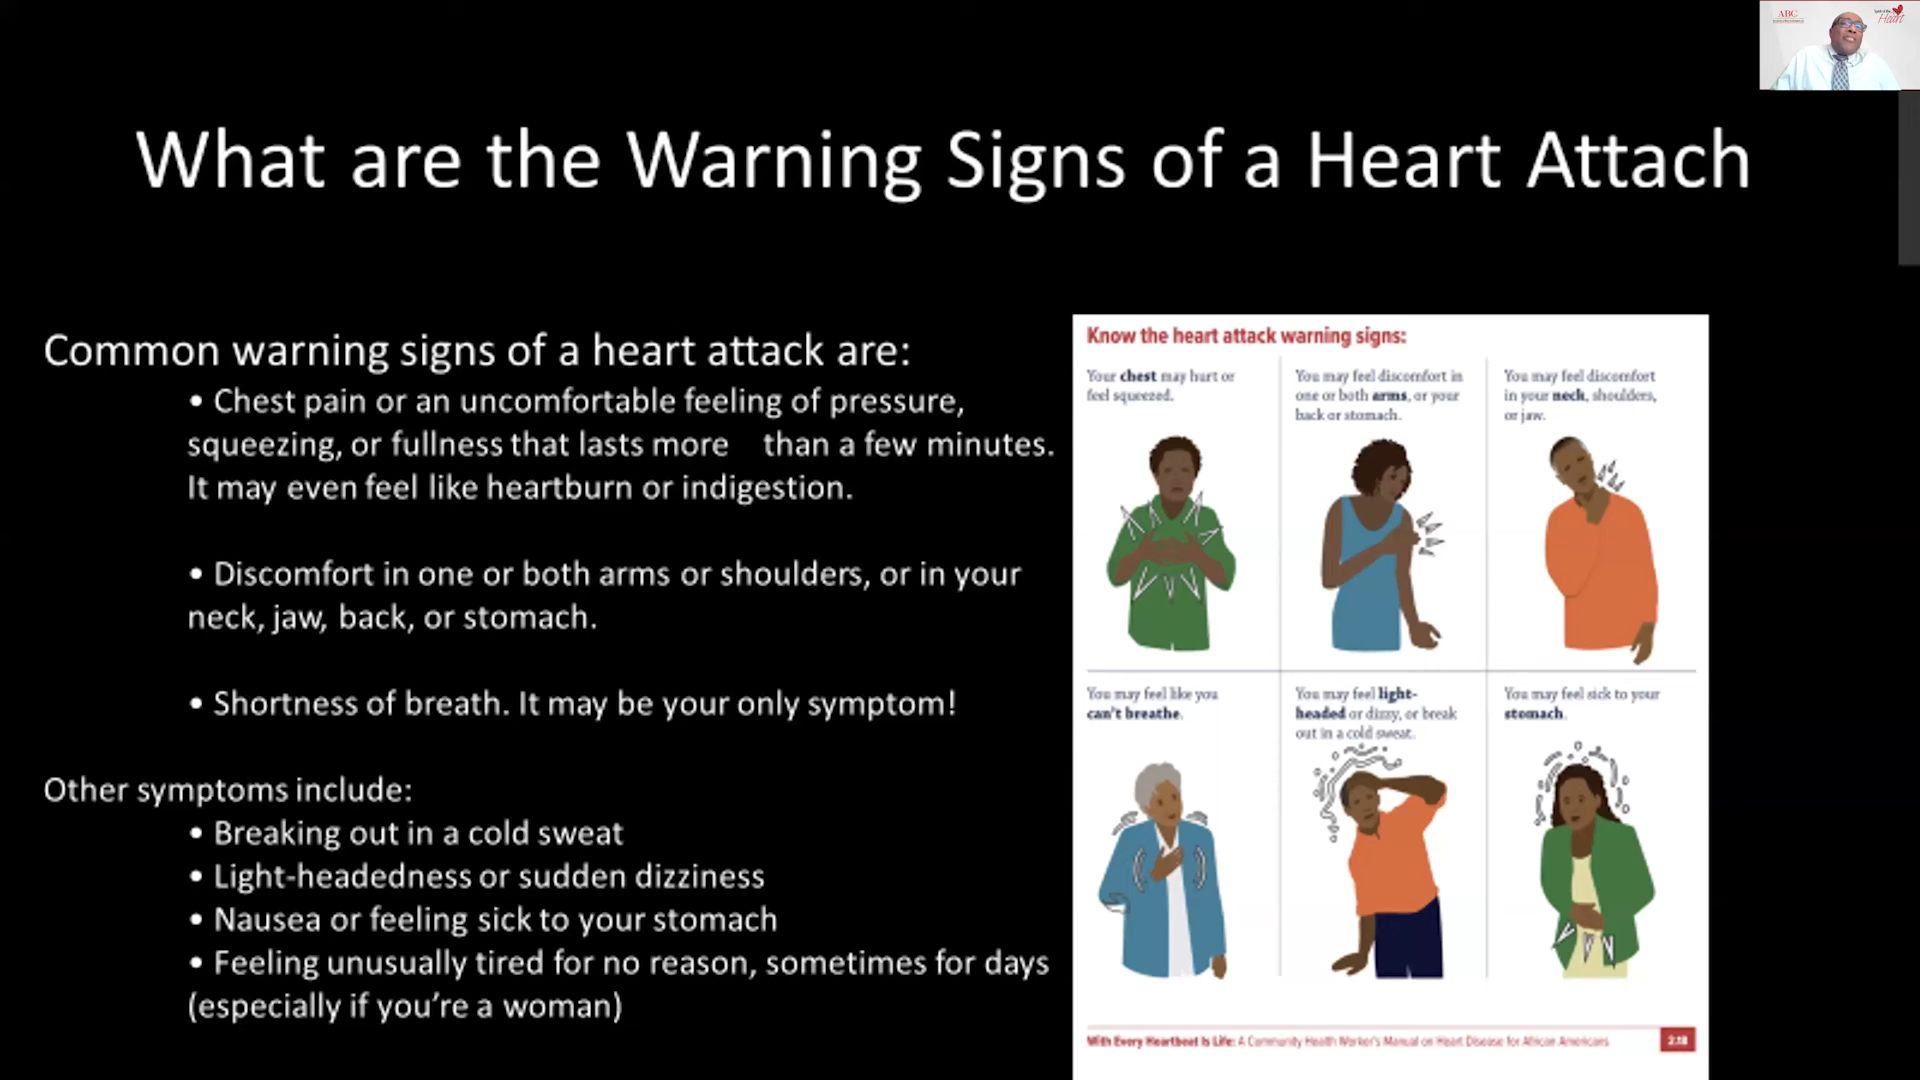 ABC
Heart
What are the Warning Signs of a Heart Attach
Common warning signs of a heart attack are:
• Chest pain or an uncomfortable feeling of pressure,
squeezing, or fullness that lasts more than a few minutes.
It may even feel like heartburn or indigestion.
• Discomfort in one or both arms or shoulders, or in your
neck, jaw, back, or stomach.
• Shortness of breath. It may be your only symptom!
Other symptoms include:
• Breaking out in a cold sweat
• Light-headedness or sudden dizziness
• Nausea or feeling sick to your stomach
• Feeling unusually tired for no reason, sometimes for days
(especially if you’re a woman)
Know the heart attack warning signs:
Your chest may hurt or
feel squeezed.
You may feel discomfort in
one or both arms, or your
back or stomach.
You may feel discomfort
in your neck, shoulders,
or jaw.
You may feel like you
can't breathe.
You may feel light-
headed or dizzy, or break
out in a cold sweat.
You may feel sick to your
stomach.
With Every Heartbeat Is Life: A Community Health Worker's Manual on Heart Disease for African Americans